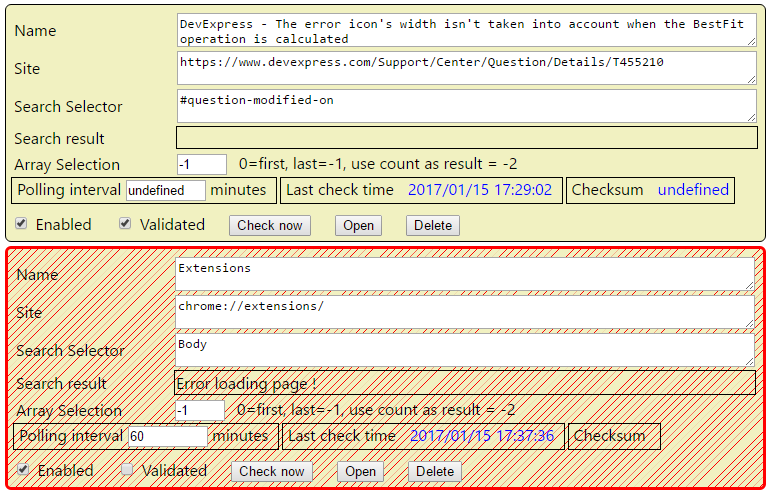 Name DevExpress - The error icon's width isn't taken into account when the BestFit
operation is calculated
Site https://www.devexpress.com/Support/Center/Question/Details/T455210
Search Selector #question-modified-on
Search result
Array Selection -1 0=first, last=-1, use count as result = -2
Polling interval undefined minutes Last check time 2017/01/15 17:29:02 Checksum undefined
Enabled Validated Check now Open Delete
Name Extensions
Site chrome://extensions/
Search Selector Body
Search result Error loading page !
Array Selection -1 0=first, last=-1, use count as result = -2
Polling interval 60 minutes Last check time 2017/01/15 17:37:36 Checksum
Enabled Validated Check now Open Delete